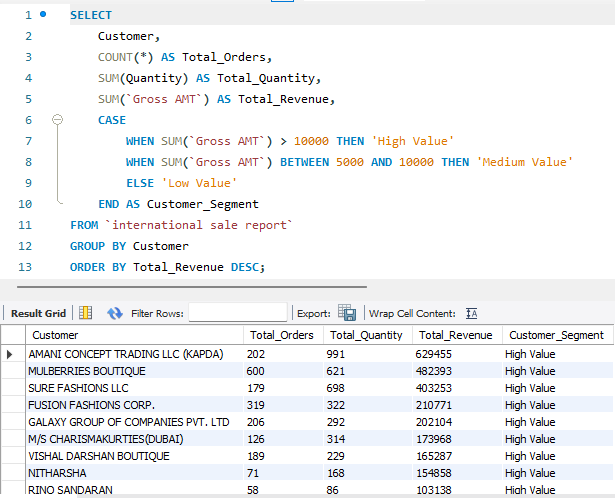 1 SELECT
2 Customer,
3 COUNT(*) AS Total_Orders,
4 SUM(Quantity) AS Total_Quantity,
5 SUM(`Gross AMT`) AS Total_Revenue,
6 CASE
7 WHEN SUM(`Gross AMT`) > 10000 THEN 'High Value'
8 WHEN SUM(`Gross AMT`) BETWEEN 5000 AND 10000 THEN 'Medium Value'
9 ELSE 'Low Value'
10 END AS Customer_Segment
11 FROM `international sale report`
12 GROUP BY Customer
13 ORDER BY Total_Revenue DESC;
Result Grid Filter Rows: Export: Wrap Cell Content: IA
Customer Total_Orders Total_Quantity Total_Revenue Customer_Segment
AMANI CONCEPT TRADING LLC (KAPDA) 202 991 629455 High Value
MULBERRIES BOUTIQUE 600 621 482393 High Value
SURE FASHIONS LLC 179 698 403253 High Value
FUSION FASHIONS CORP. 319 322 210771 High Value
GALAXY GROUP OF COMPANIES PVT. LTD 206 292 202104 High Value
M/S CHARISMAKURTIES(DUBAI) 126 314 173968 High Value
VISHAL DARSHAN BOUTIQUE 189 229 165287 High Value
NITHARSHA 71 168 154858 High Value
RINO SANDARAN 58 86 103138 High Value